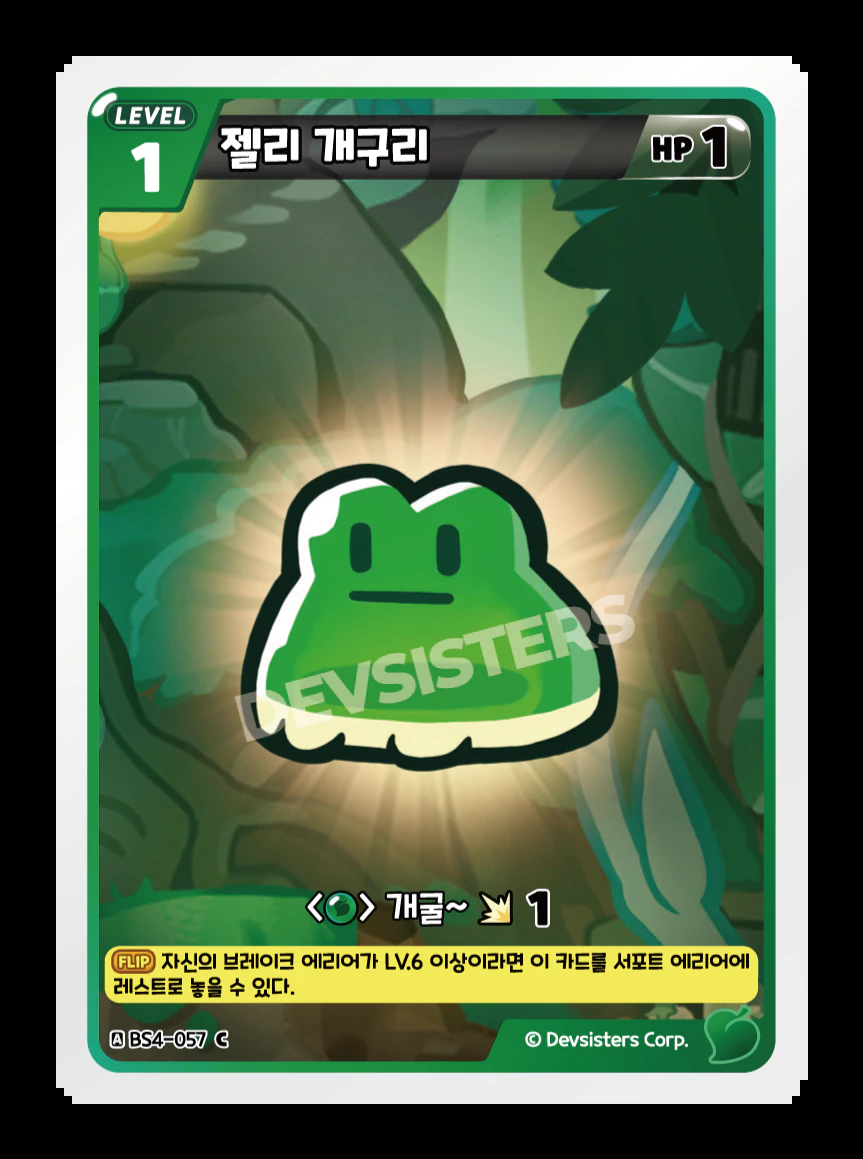 LEVEL
1
젤리 개구리
HP 1
DEVSISTERS
< > 개굴~ 1
FLIP 자신의 브레이크 에리어가 LV.6 이상이라면 이 카드를 서포트 에리어에
레스트로 놓을 수 있다.
A BS4-057 C
© Devsisters Corp.